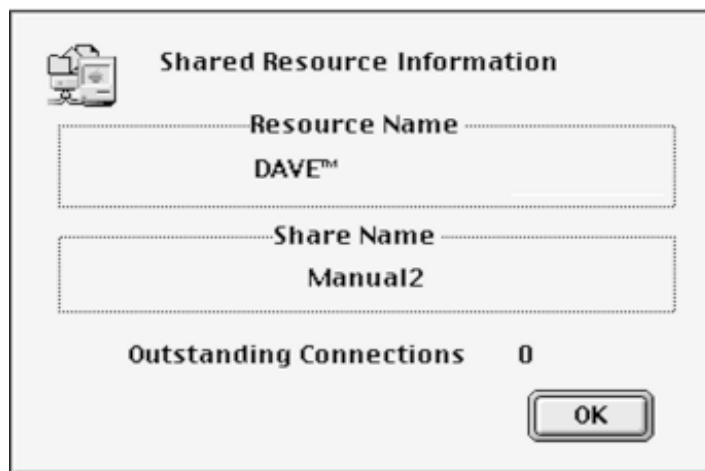 Shared Resource Information
Resource Name
DAVE™
Share Name
Manual2
Outstanding Connections 0
OK